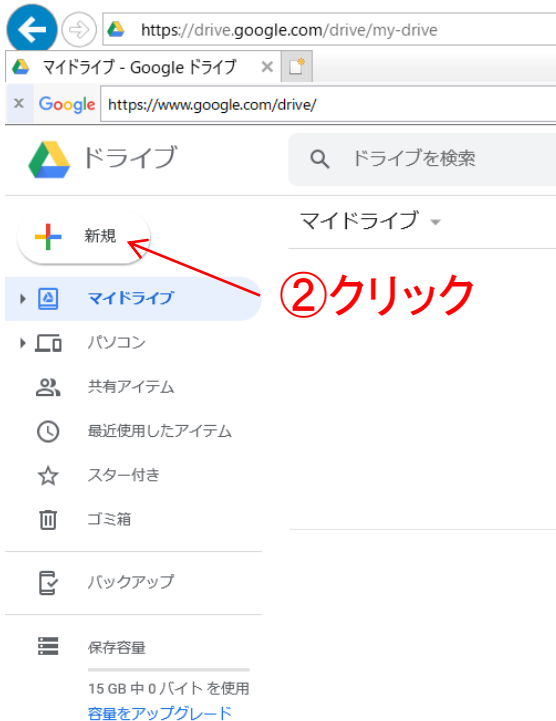 https://drive.google.com/drive/my-drive
マイドライブ - Google ドライブ ×
× Google https://www.google.com/drive/
ドライブ
ドライブを検索
新規
マイドライブ
②クリック
マイドライブ
パソコン
共有アイテム
最近使用したアイテム
スター付き
ゴミ箱
バックアップ
保存容量
15 GB 中 0 バイト を使用
容量をアップグレード